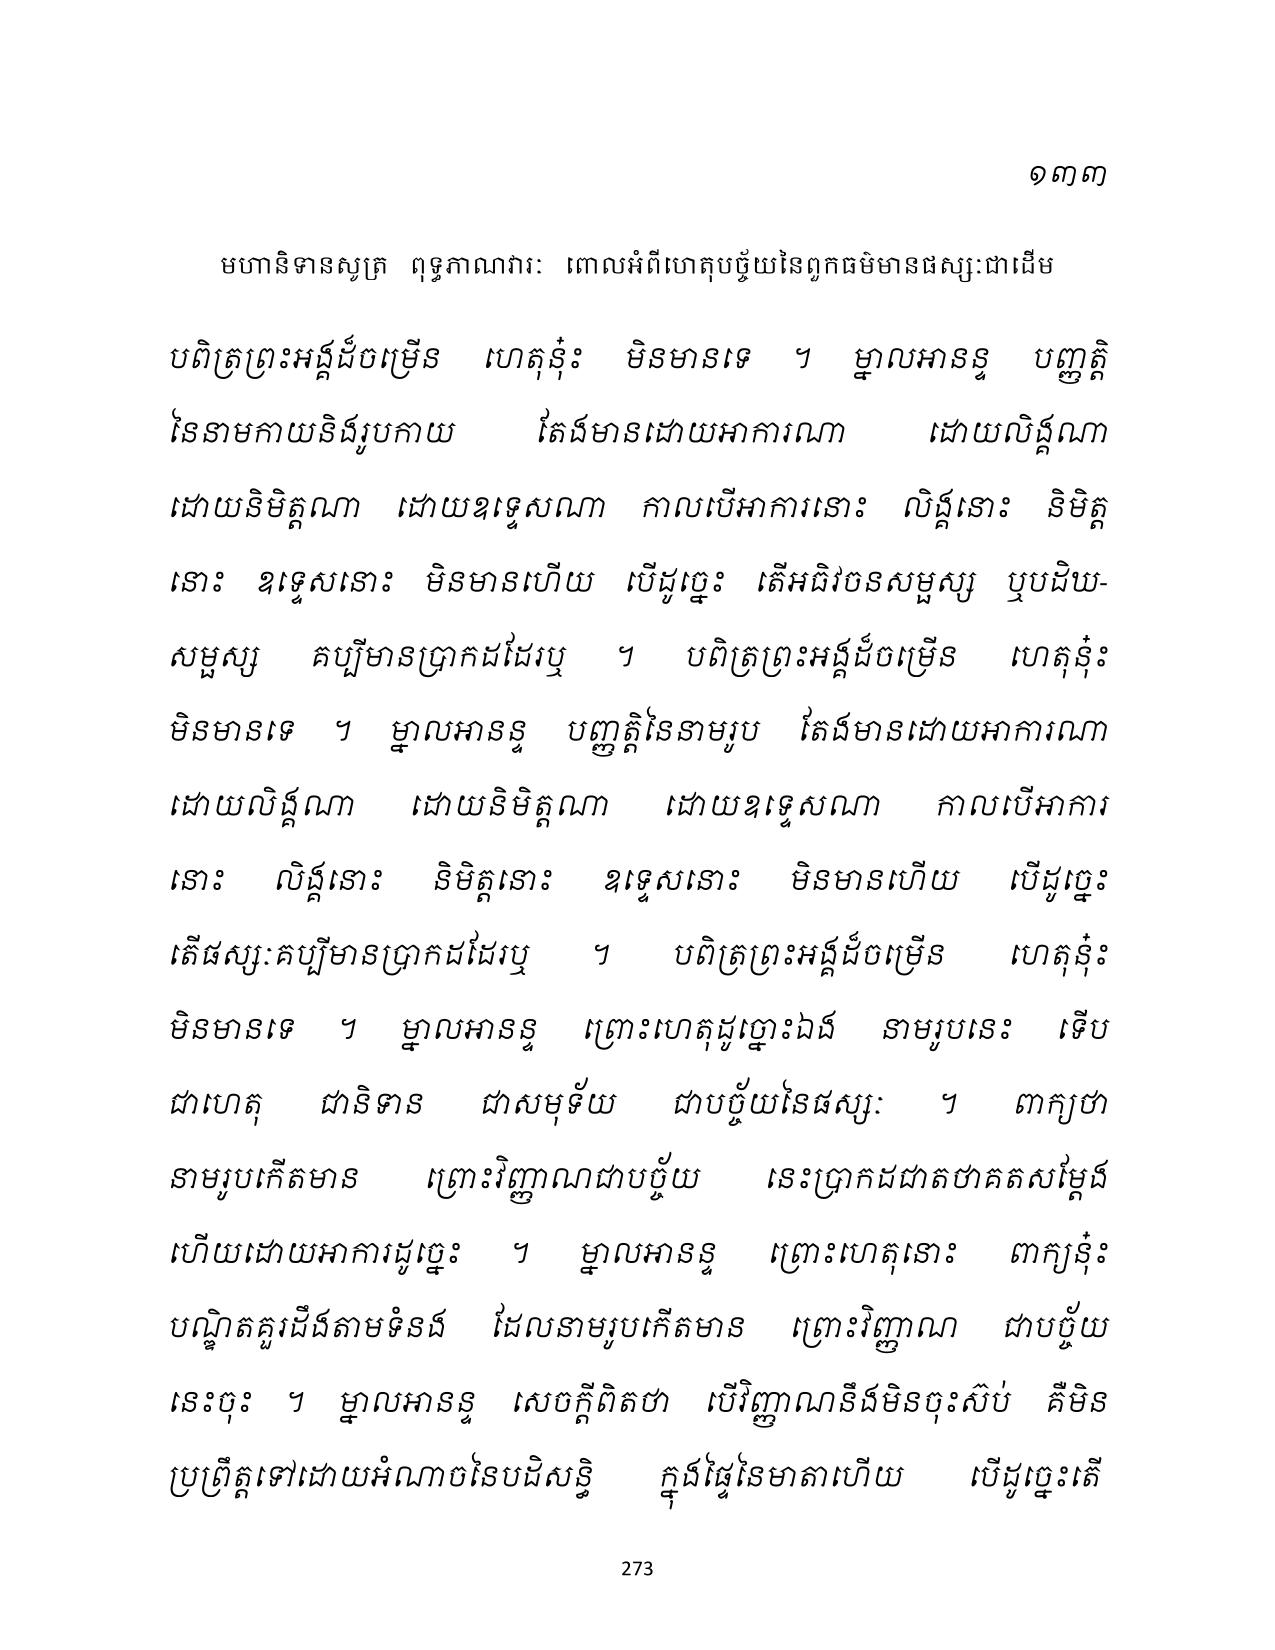 ១៣៣
មហានិទានសូត្រ ពុទ្ធភាណវារៈ ពោលអំពីហេតុបច្ច័យនៃពួកធម៌មានផស្សៈជាដើម
បពិត្រព្រះអង្គដ៏ចម្រើន ហេតុនុ៎ះ មិនមានទេ ។ ម្នាលអានន្ទ បញ្ញត្តិ
នៃនាមកាយនិងរូបកាយ តែងមានដោយអាការណា ដោយលិង្គណា
ដោយនិមិត្តណា ដោយឧទ្ទេសណា កាលបើអាការនោះ លិង្គនោះ និមិត្ត
នោះ ឧទ្ទេសនោះ មិនមានហើយ បើដូច្នេះ តើអធិវចនសម្ផស្ស ឬបដិឃ-
សម្ផស្ស គប្បីមានប្រាកដដែរឬ ។ បពិត្រព្រះអង្គដ៏ចម្រើន ហេតុនុ៎ះ
មិនមានទេ ។ ម្នាលអានន្ទ បញ្ញត្តិនៃនាមរូប តែងមានដោយអាការណា
ដោយលិង្គណា ដោយនិមិត្តណា ដោយឧទ្ទេសណា កាលបើអាការ
នោះ លិង្គនោះ និមិត្តនោះ ឧទ្ទេសនោះ មិនមានហើយ បើដូច្នេះ
តើផស្សៈគប្បីមានប្រាកដដែរឬ ។ បពិត្រព្រះអង្គដ៏ចម្រើន ហេតុនុ៎ះ
មិនមានទេ ។ ម្នាលអានន្ទ ព្រោះហេតុដូច្នោះឯង នាមរូបនេះ ទើប
ជាហេតុ ជានិទាន ជាសមុទ័យ ជាបច្ច័យនៃផស្សៈ ។ ពាក្យថា
នាមរូបកើតមាន ព្រោះវិញ្ញាណជាបច្ច័យ នេះប្រាកដជាតថាគតសម្តែង
ហើយដោយអាការដូច្នេះ ។ ម្នាលអានន្ទ ព្រោះហេតុនោះ ពាក្យនុ៎ះ
បណ្ឌិតគួរដឹងតាមទំនង ដែលនាមរូបកើតមាន ព្រោះវិញ្ញាណ ជាបច្ច័យ
នេះចុះ ។ ម្នាលអានន្ទ សេចក្តីពិតថា បើវិញ្ញាណនឹងមិនចុះស៊ប់ គឺមិន
ប្រព្រឹត្តទៅដោយអំណាចនៃបដិសន្ធិ ក្នុងផ្ទៃនៃមាតាហើយ បើដូច្នេះតើ
273